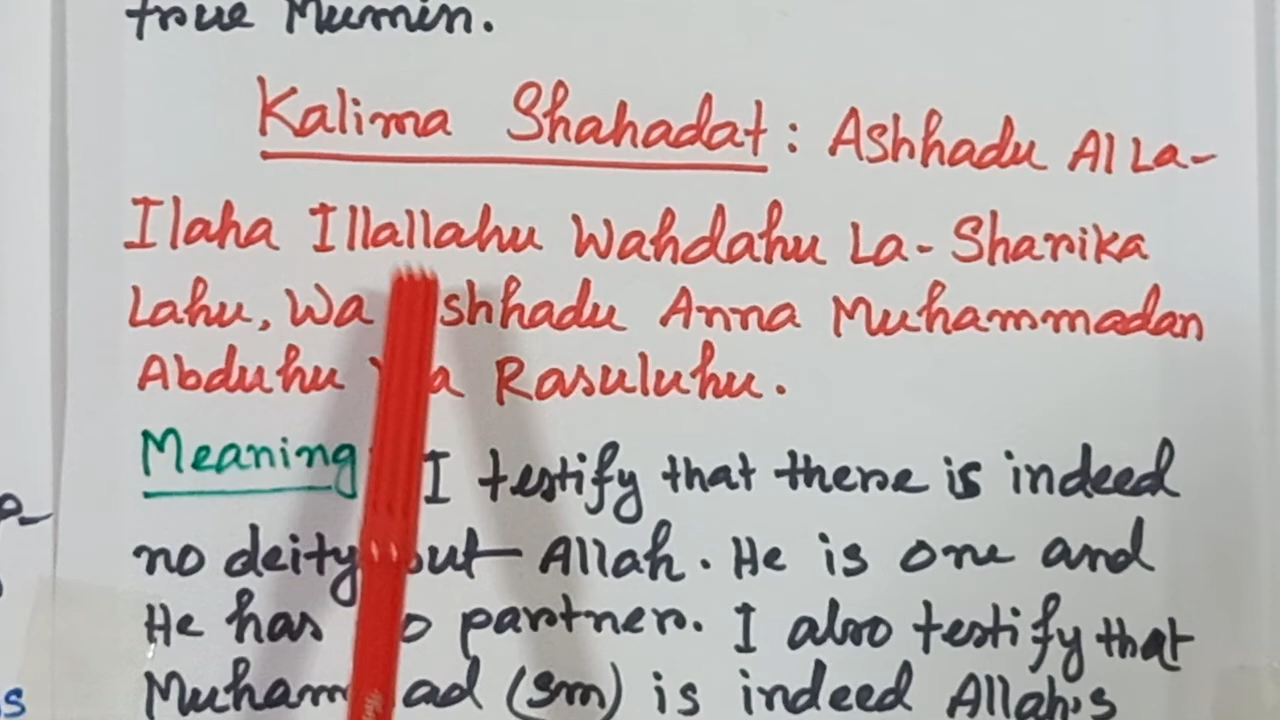 true Mumin.
Kalima Shahadat: Ashhadu Al La-
Ilaha Illallahu Wahdahu La-Sharika
Lahu, Wa shhadu Anna Muhammadan
Abduhu a Rasuluhu.
Meaning I testify that there is indeed
no deity but Allah. He is one and
He has o partner. I also testify that
Muham ad (sm) is indeed Allah's